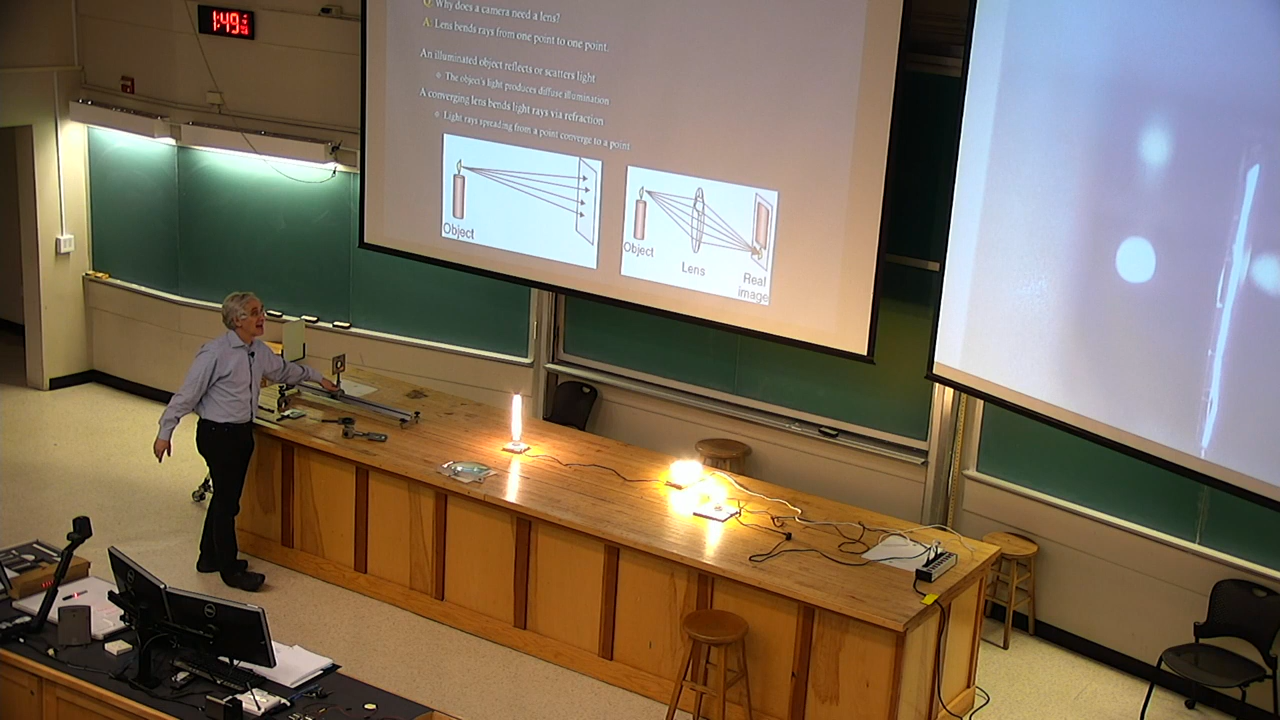 1:49
Q: Why does a camera need a lens?
A: Lens bends rays from one point to one point.
An illuminated object reflects or scatters light
The object's light produces diffuse illumination
A converging lens bends light rays via refraction
Light rays spreading from a point converge to a point
Object
Object
Lens
Real
image
DELL